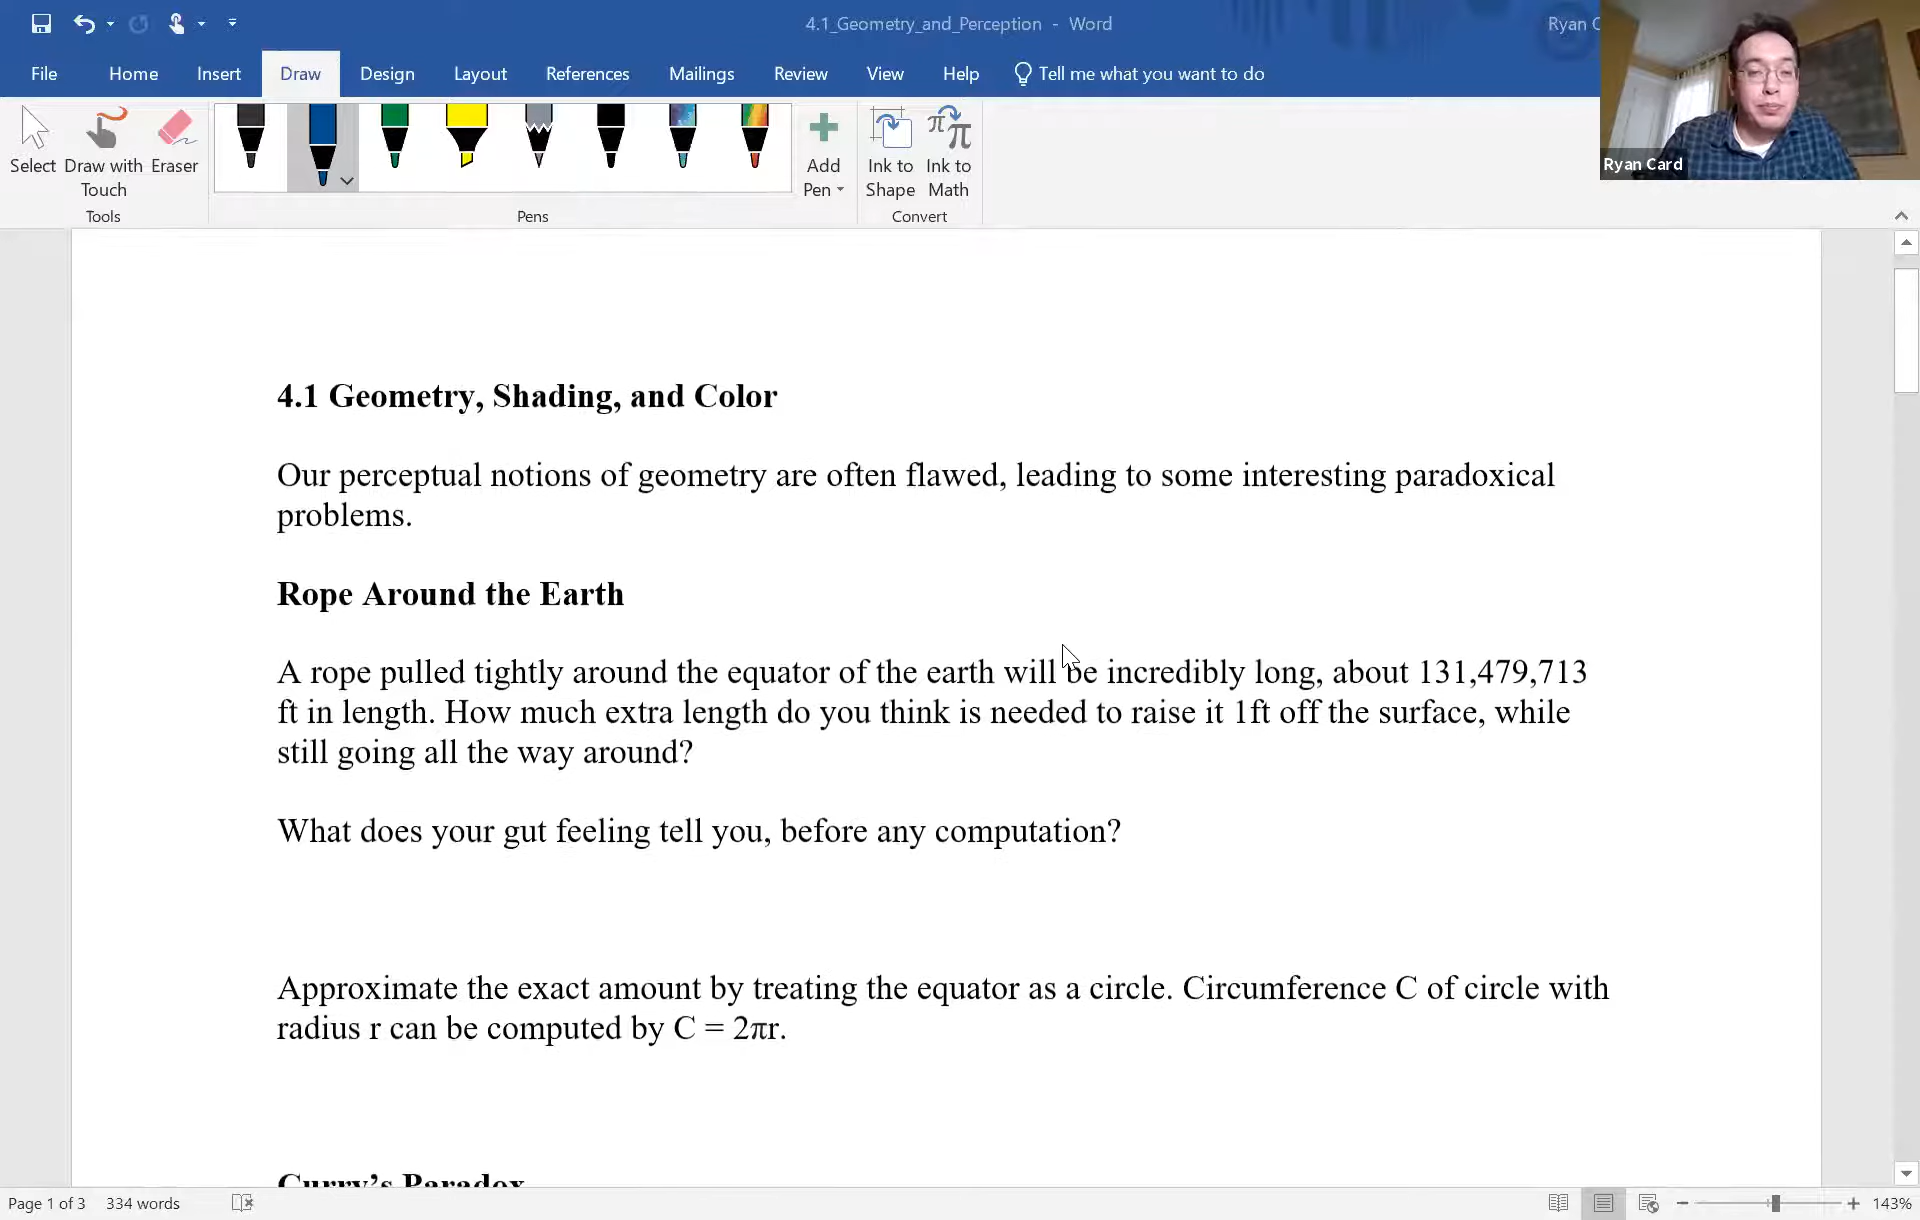 4.1_Geometry_and_Perception - Word
Ryan C
File Home Insert Draw Design Layout References Mailings Review View Help Tell me what you want to do
Select Draw with Touch Eraser
Add Pen
Ink to Shape
Ink to Math
Tools Pens Convert
Ryan Card
4.1 Geometry, Shading, and Color
Our perceptual notions of geometry are often flawed, leading to some interesting paradoxical
problems.
Rope Around the Earth
A rope pulled tightly around the equator of the earth will be incredibly long, about 131,479,713
ft in length. How much extra length do you think is needed to raise it 1ft off the surface, while
still going all the way around?
What does your gut feeling tell you, before any computation?
Approximate the exact amount by treating the equator as a circle. Circumference C of circle with
radius r can be computed by C = 2πr.
Curry's Paradox
Page 1 of 3 334 words 143%